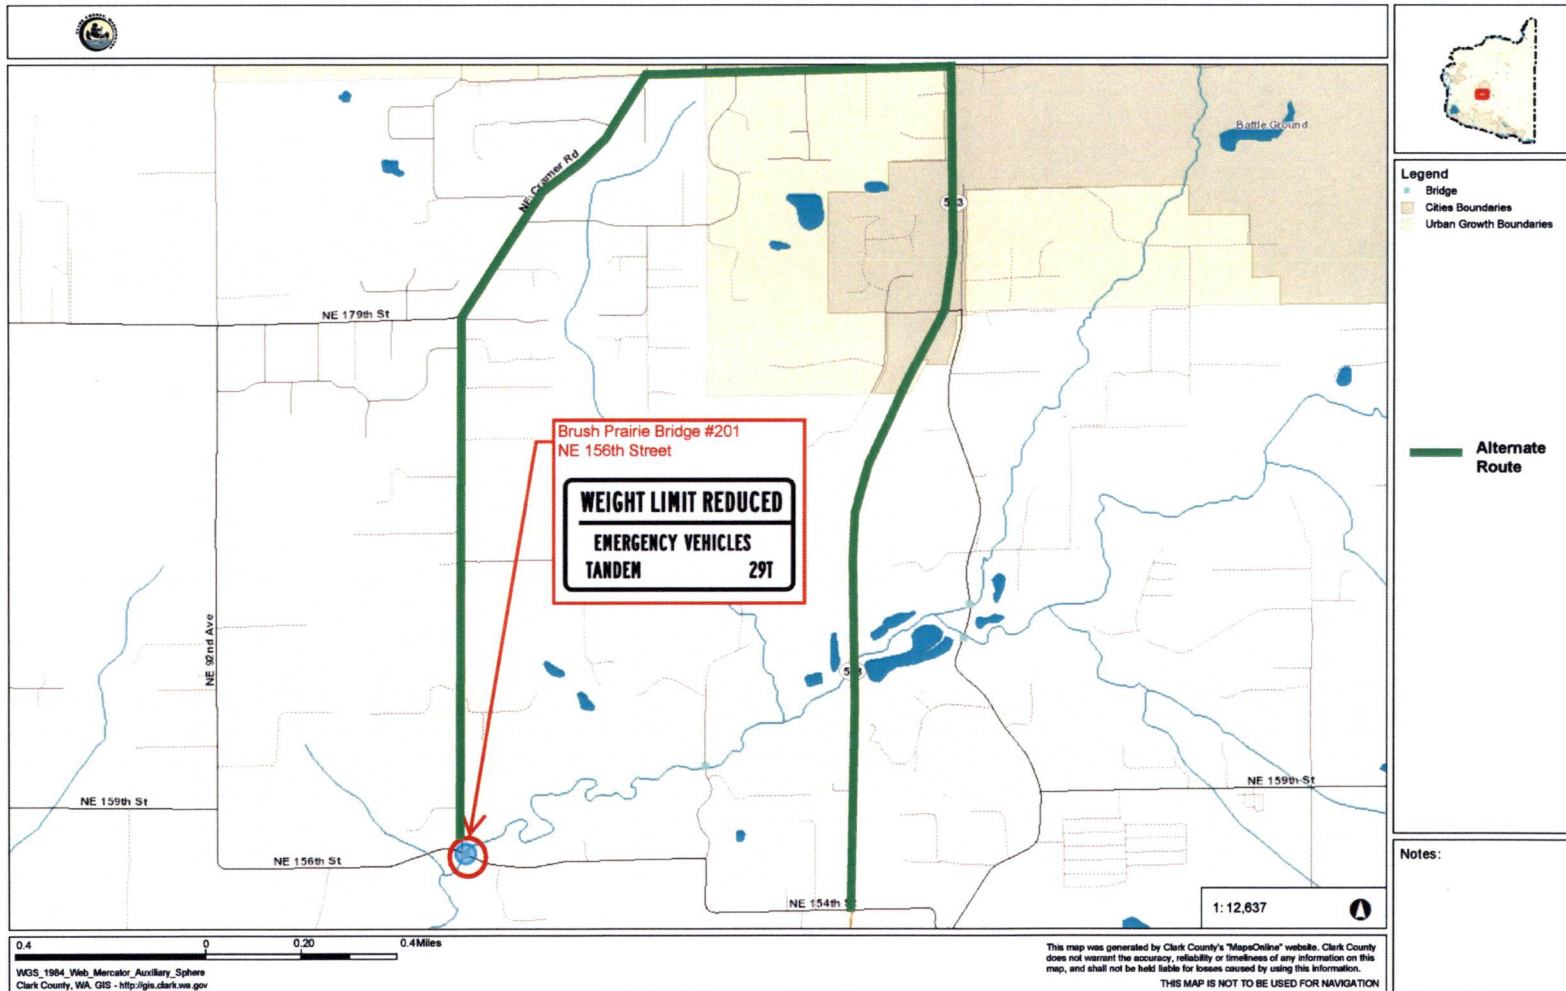 CLARK COUNTY, WASHINGTON
Battle Ground
NE Cramer Rd
503
NE 179th St
Brush Prairie Bridge #201
NE 156th Street
WEIGHT LIMIT REDUCED
EMERGENCY VEHICLES
TANDEM 29T
NE 92nd Ave
503
NE 159th St
NE 159th St
NE 156th St
NE 154th St
1: 12,637
Legend
Bridge
Cities Boundaries
Urban Growth Boundaries
Alternate
Route
Notes:
0.4 0 0.20 0.4 Miles
WGS_1984_Web_Mercator_Auxiliary_Sphere
Clark County, WA. GIS - http://gis.clark.wa.gov
This map was generated by Clark County's "MapsOnline" website. Clark County
does not warrant the accuracy, reliability or timeliness of any information on this
map, and shall not be held liable for losses caused by using this information.
THIS MAP IS NOT TO BE USED FOR NAVIGATION